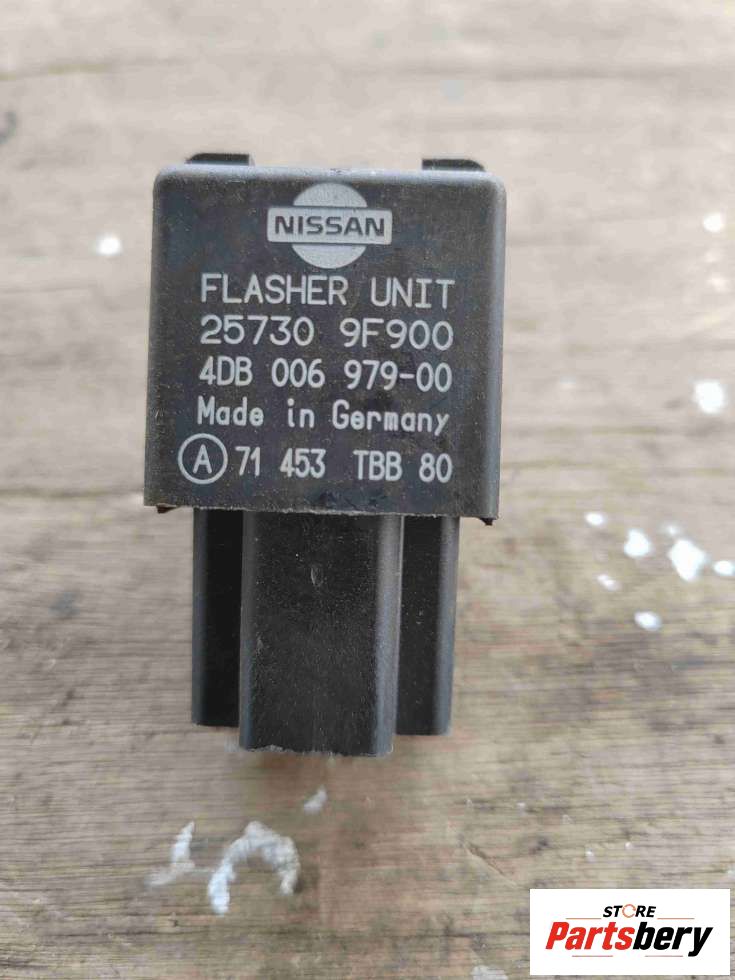 NISSAN
FLASHER UNIT
25730 9F900
4DB 006 979-00
Made in Germany
A 71 453 TBB 80
STORE
Partsbery